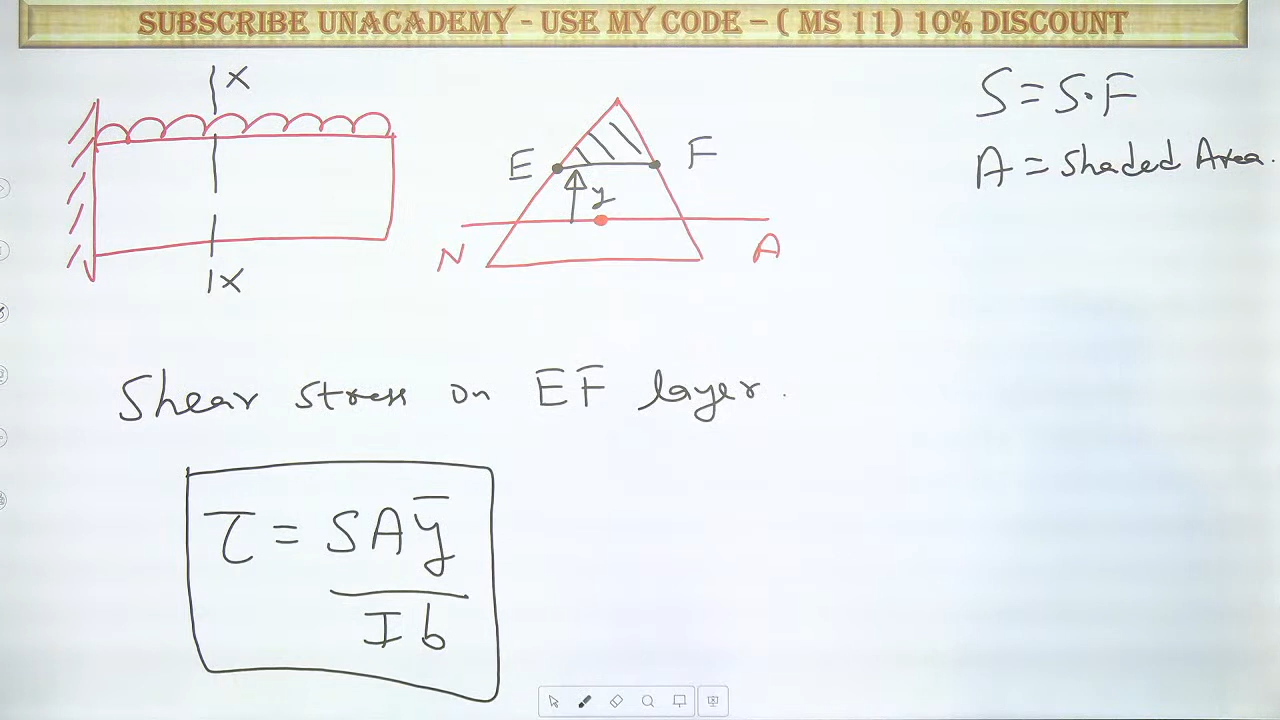 SUBSCRIBE UNACADEMY - USE MY CODE – ( MS 11) 10% DISCOUNT
X
X
E
F
y
N
A
S = S.F
A = Shaded Area.
Shear stress on EF layer.
τ = SAȳ
Ib